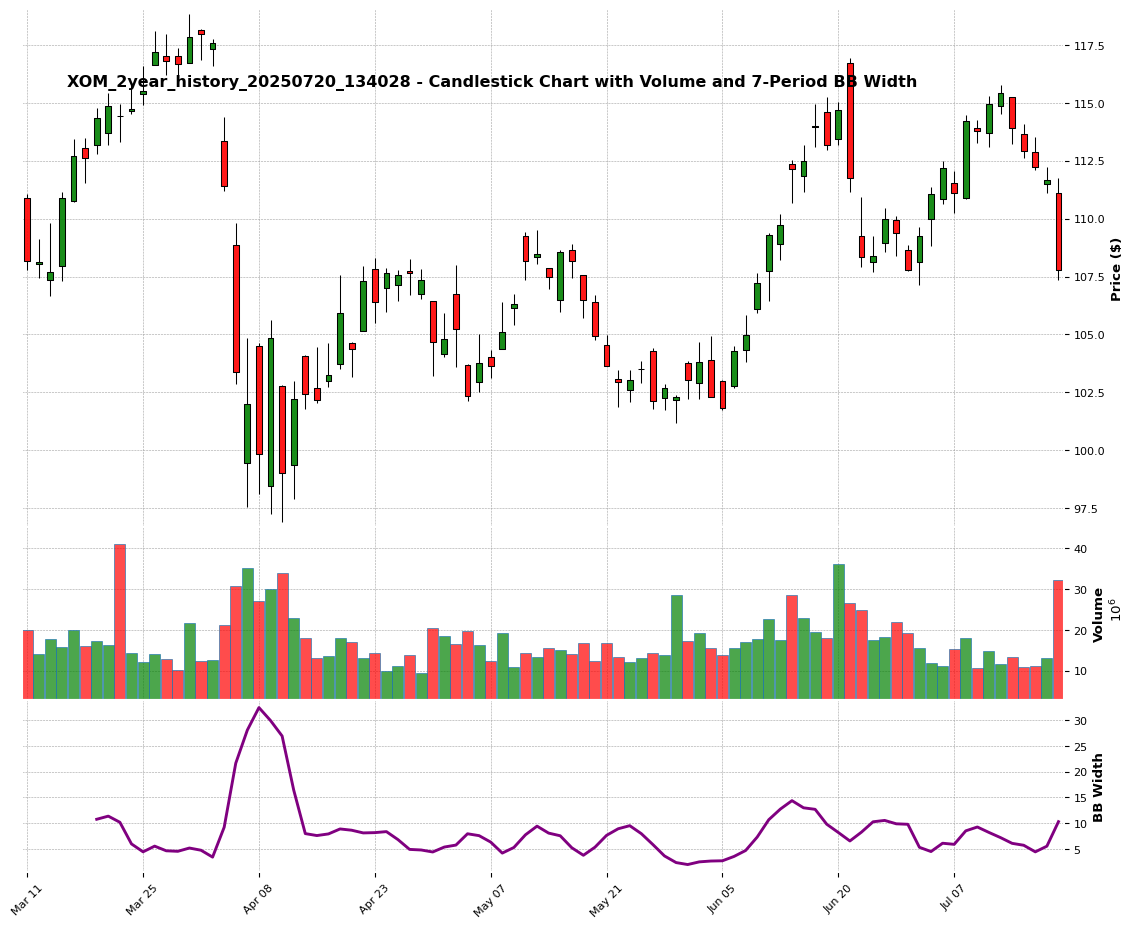 XOM_2year_history_20250720_134028 - Candlestick Chart with Volume and 7-Period BB Width
117.5
115.0
112.5
110.0
107.5
105.0
102.5
100.0
97.5
Price ($)
40
30
20
10
Volume
10^6
30
25
20
15
10
5
BB Width
Mar 11
Mar 25
Apr 08
Apr 23
May 07
May 21
Jun 05
Jun 20
Jul 07